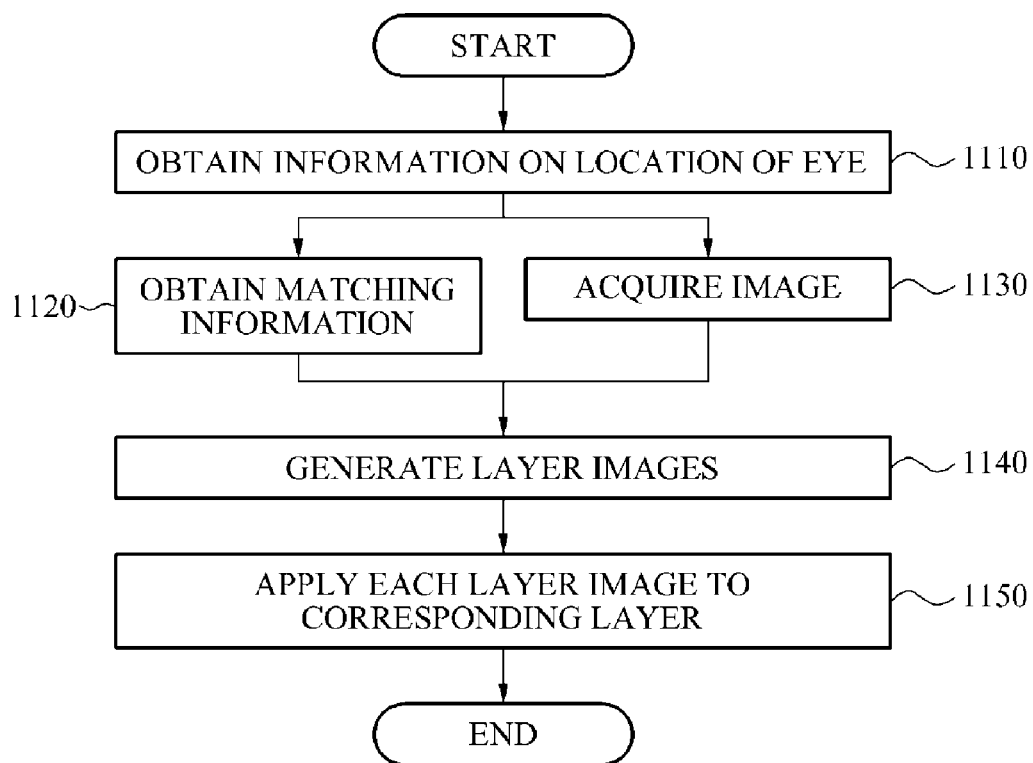 START
OBTAIN INFORMATION ON LOCATION OF EYE
1110
OBTAIN MATCHING
INFORMATION
1120
ACQUIRE IMAGE
1130
GENERATE LAYER IMAGES
1140
APPLY EACH LAYER IMAGE TO
CORRESPONDING LAYER
1150
END